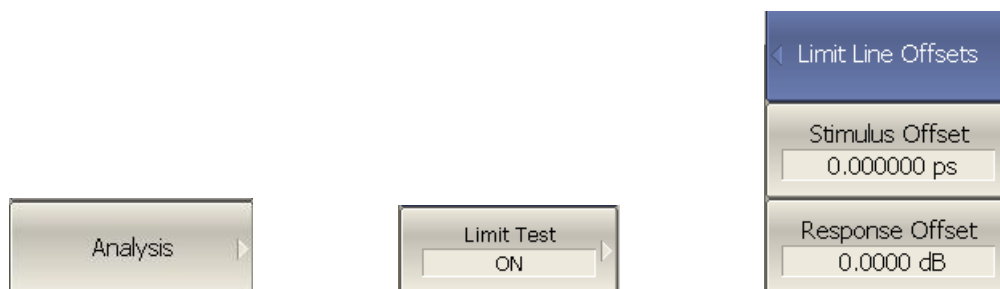 Analysis
Limit Test
ON
Limit Line Offsets
Stimulus Offset
0.000000 ps
Response Offset
0.0000 dB